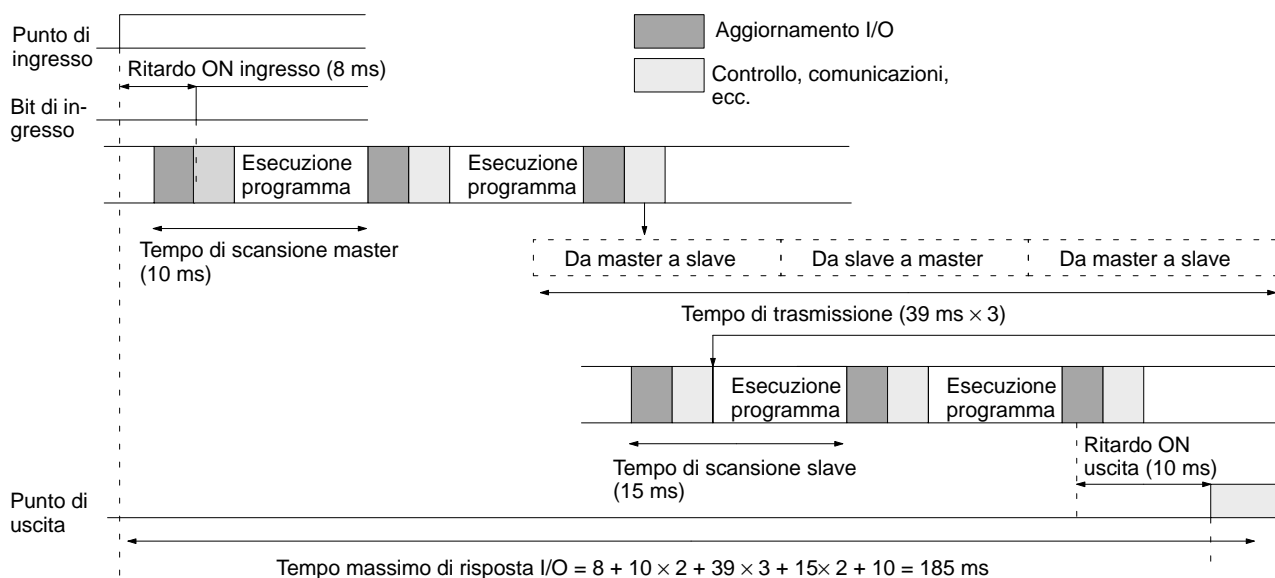 Punto di
ingresso
Aggiornamento I/O
Ritardo ON ingresso (8 ms)
Controllo, comunicazioni,
ecc.
Bit di in-
gresso
Esecuzione
programma
Esecuzione
programma
Tempo di scansione master
(10 ms)
Da master a slave
Da slave a master
Da master a slave
Tempo di trasmissione (39 ms × 3)
Esecuzione
programma
Esecuzione
programma
Tempo di scansione slave
(15 ms)
Ritardo ON
uscita (10 ms)
Punto di
uscita
Tempo massimo di risposta I/O = 8 + 10 × 2 + 39 × 3 + 15× 2 + 10 = 185 ms